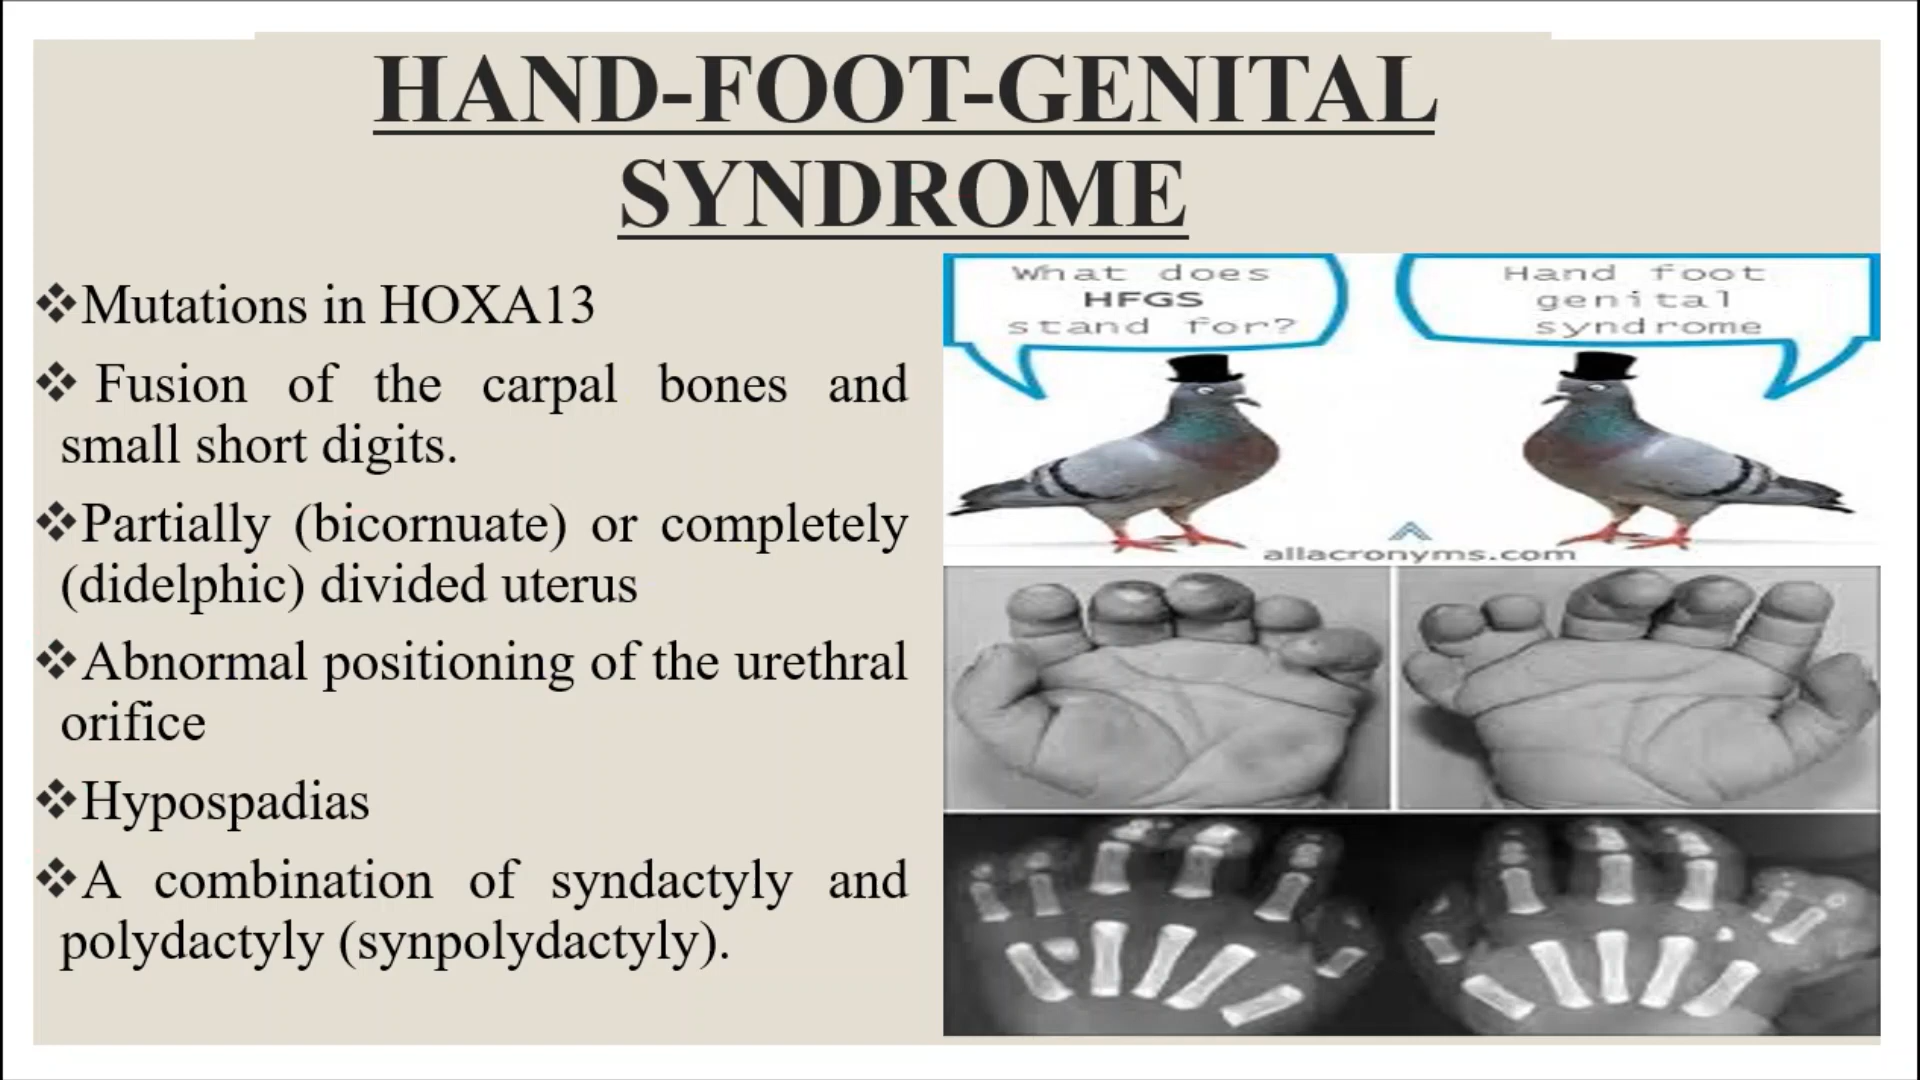 HAND-FOOT-GENITAL
SYNDROME
❖Mutations in HOXA13
❖ Fusion of the carpal bones and
small short digits.
❖Partially (bicornuate) or completely
(didelphic) divided uterus
❖Abnormal positioning of the urethral
orifice
❖Hypospadias
❖A combination of syndactyly and
polydactyly (synpolydactyly).
What does
HFGS
stand for?
Hand foot
genital
syndrome
allacronyms.com